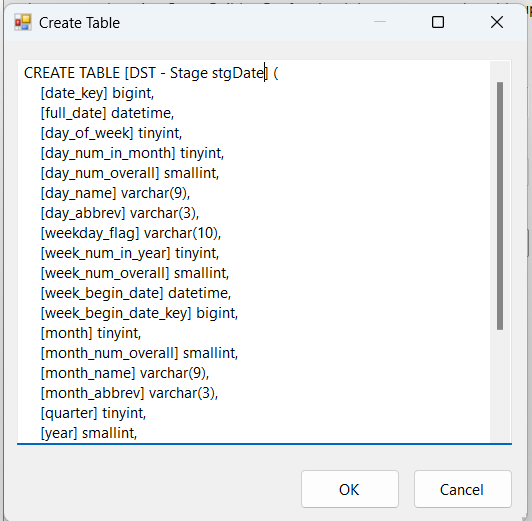 Create Table
CREATE TABLE [DST - Stage stgDate] (
[date_key] bigint,
[full_date] datetime,
[day_of_week] tinyint,
[day_num_in_month] tinyint,
[day_num_overall] smallint,
[day_name] varchar(9),
[day_abbrev] varchar(3),
[weekday_flag] varchar(10),
[week_num_in_year] tinyint,
[week_num_overall] smallint,
[week_begin_date] datetime,
[week_begin_date_key] bigint,
[month] tinyint,
[month_num_overall] smallint,
[month_name] varchar(9),
[month_abbrev] varchar(3),
[quarter] tinyint,
[year] smallint,
OK
Cancel